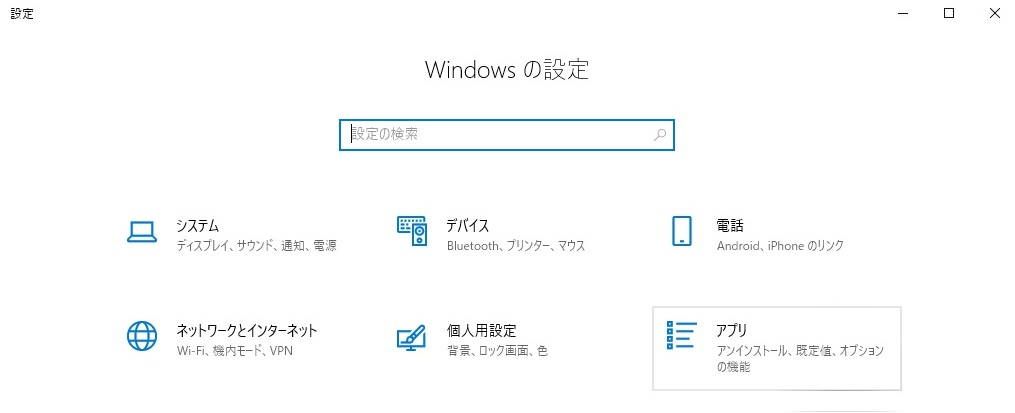 設定
Windows の設定
設定の検索
システム
ディスプレイ、サウンド、通知、電源
デバイス
Bluetooth、プリンター、マウス
電話
Android、iPhone のリンク
ネットワークとインターネット
Wi-Fi、機内モード、VPN
個人用設定
背景、ロック画面、色
アプリ
アンインストール、既定値、オプション
の機能